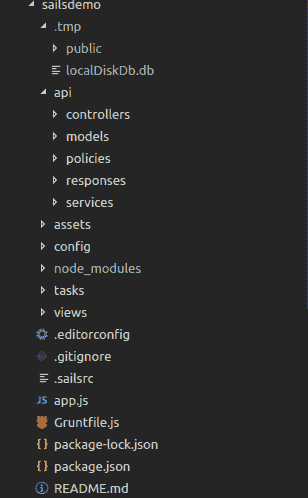 sailsdemo
.tmp
public
localDiskDb.db
api
controllers
models
policies
responses
services
assets
config
node_modules
tasks
views
.editorconfig
.gitignore
.sailsrc
JS app.js
Gruntfile.js
{ } package-lock.json
{ } package.json
README.md